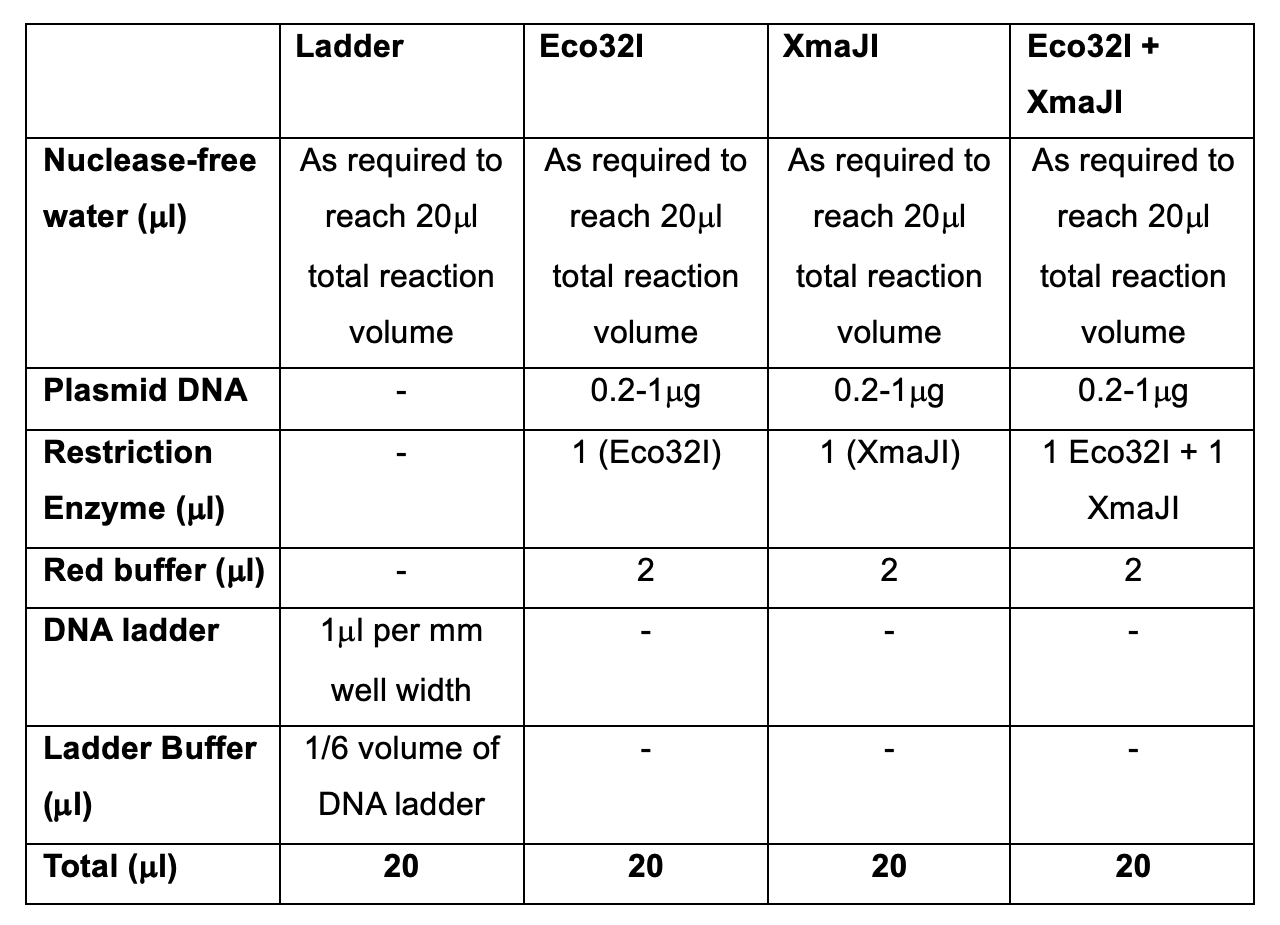 Ladder
Eco32I
XmaJI
Eco32I +
XmaJI
Nuclease-free
water (μl)
As required to
reach 20μl
total reaction
volume
As required to
reach 20μl
total reaction
volume
As required to
reach 20μl
total reaction
volume
As required to
reach 20μl
total reaction
volume
Plasmid DNA
-
0.2-1μg
0.2-1μg
0.2-1μg
Restriction
Enzyme (μl)
-
1 (Eco32I)
1 (XmaJI)
1 Eco32I + 1
XmaJI
Red buffer (μl)
-
2
2
2
DNA ladder
1μl per mm
well width
-
-
-
Ladder Buffer
(μl)
1/6 volume of
DNA ladder
-
-
-
Total (μl)
20
20
20
20